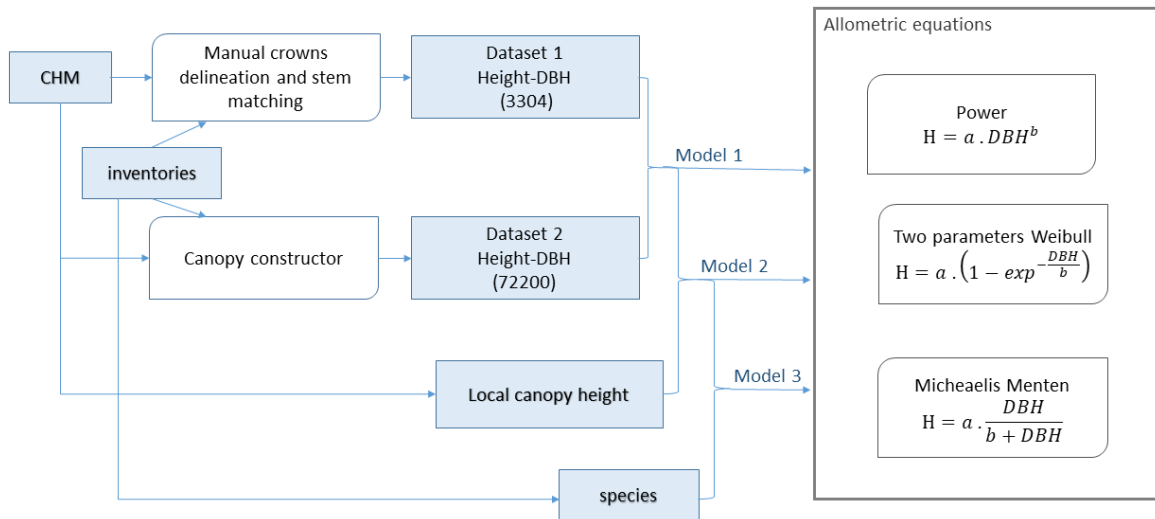 Allometric equations
CHM
Manual crowns
delineation and stem
matching
Dataset 1
Height-DBH
(3304)
inventories
Canopy constructor
Dataset 2
Height-DBH
(72200)
Local canopy height
species
Model 1
Model 2
Model 3
Power
H = a . DBH^b
Two parameters Weibull
H = a . (1 − exp^(−DBH/b))
Micheaelis Menten
H = a . DBH/(b + DBH)